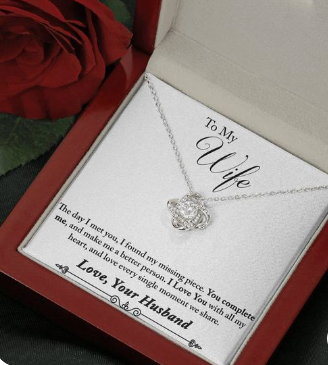 To My
Wife
The day I met you, I found my missing piece. You complete
me, and make me a better person. I Love You with all my
heart, and love every single moment we share.
Love, Your Husband